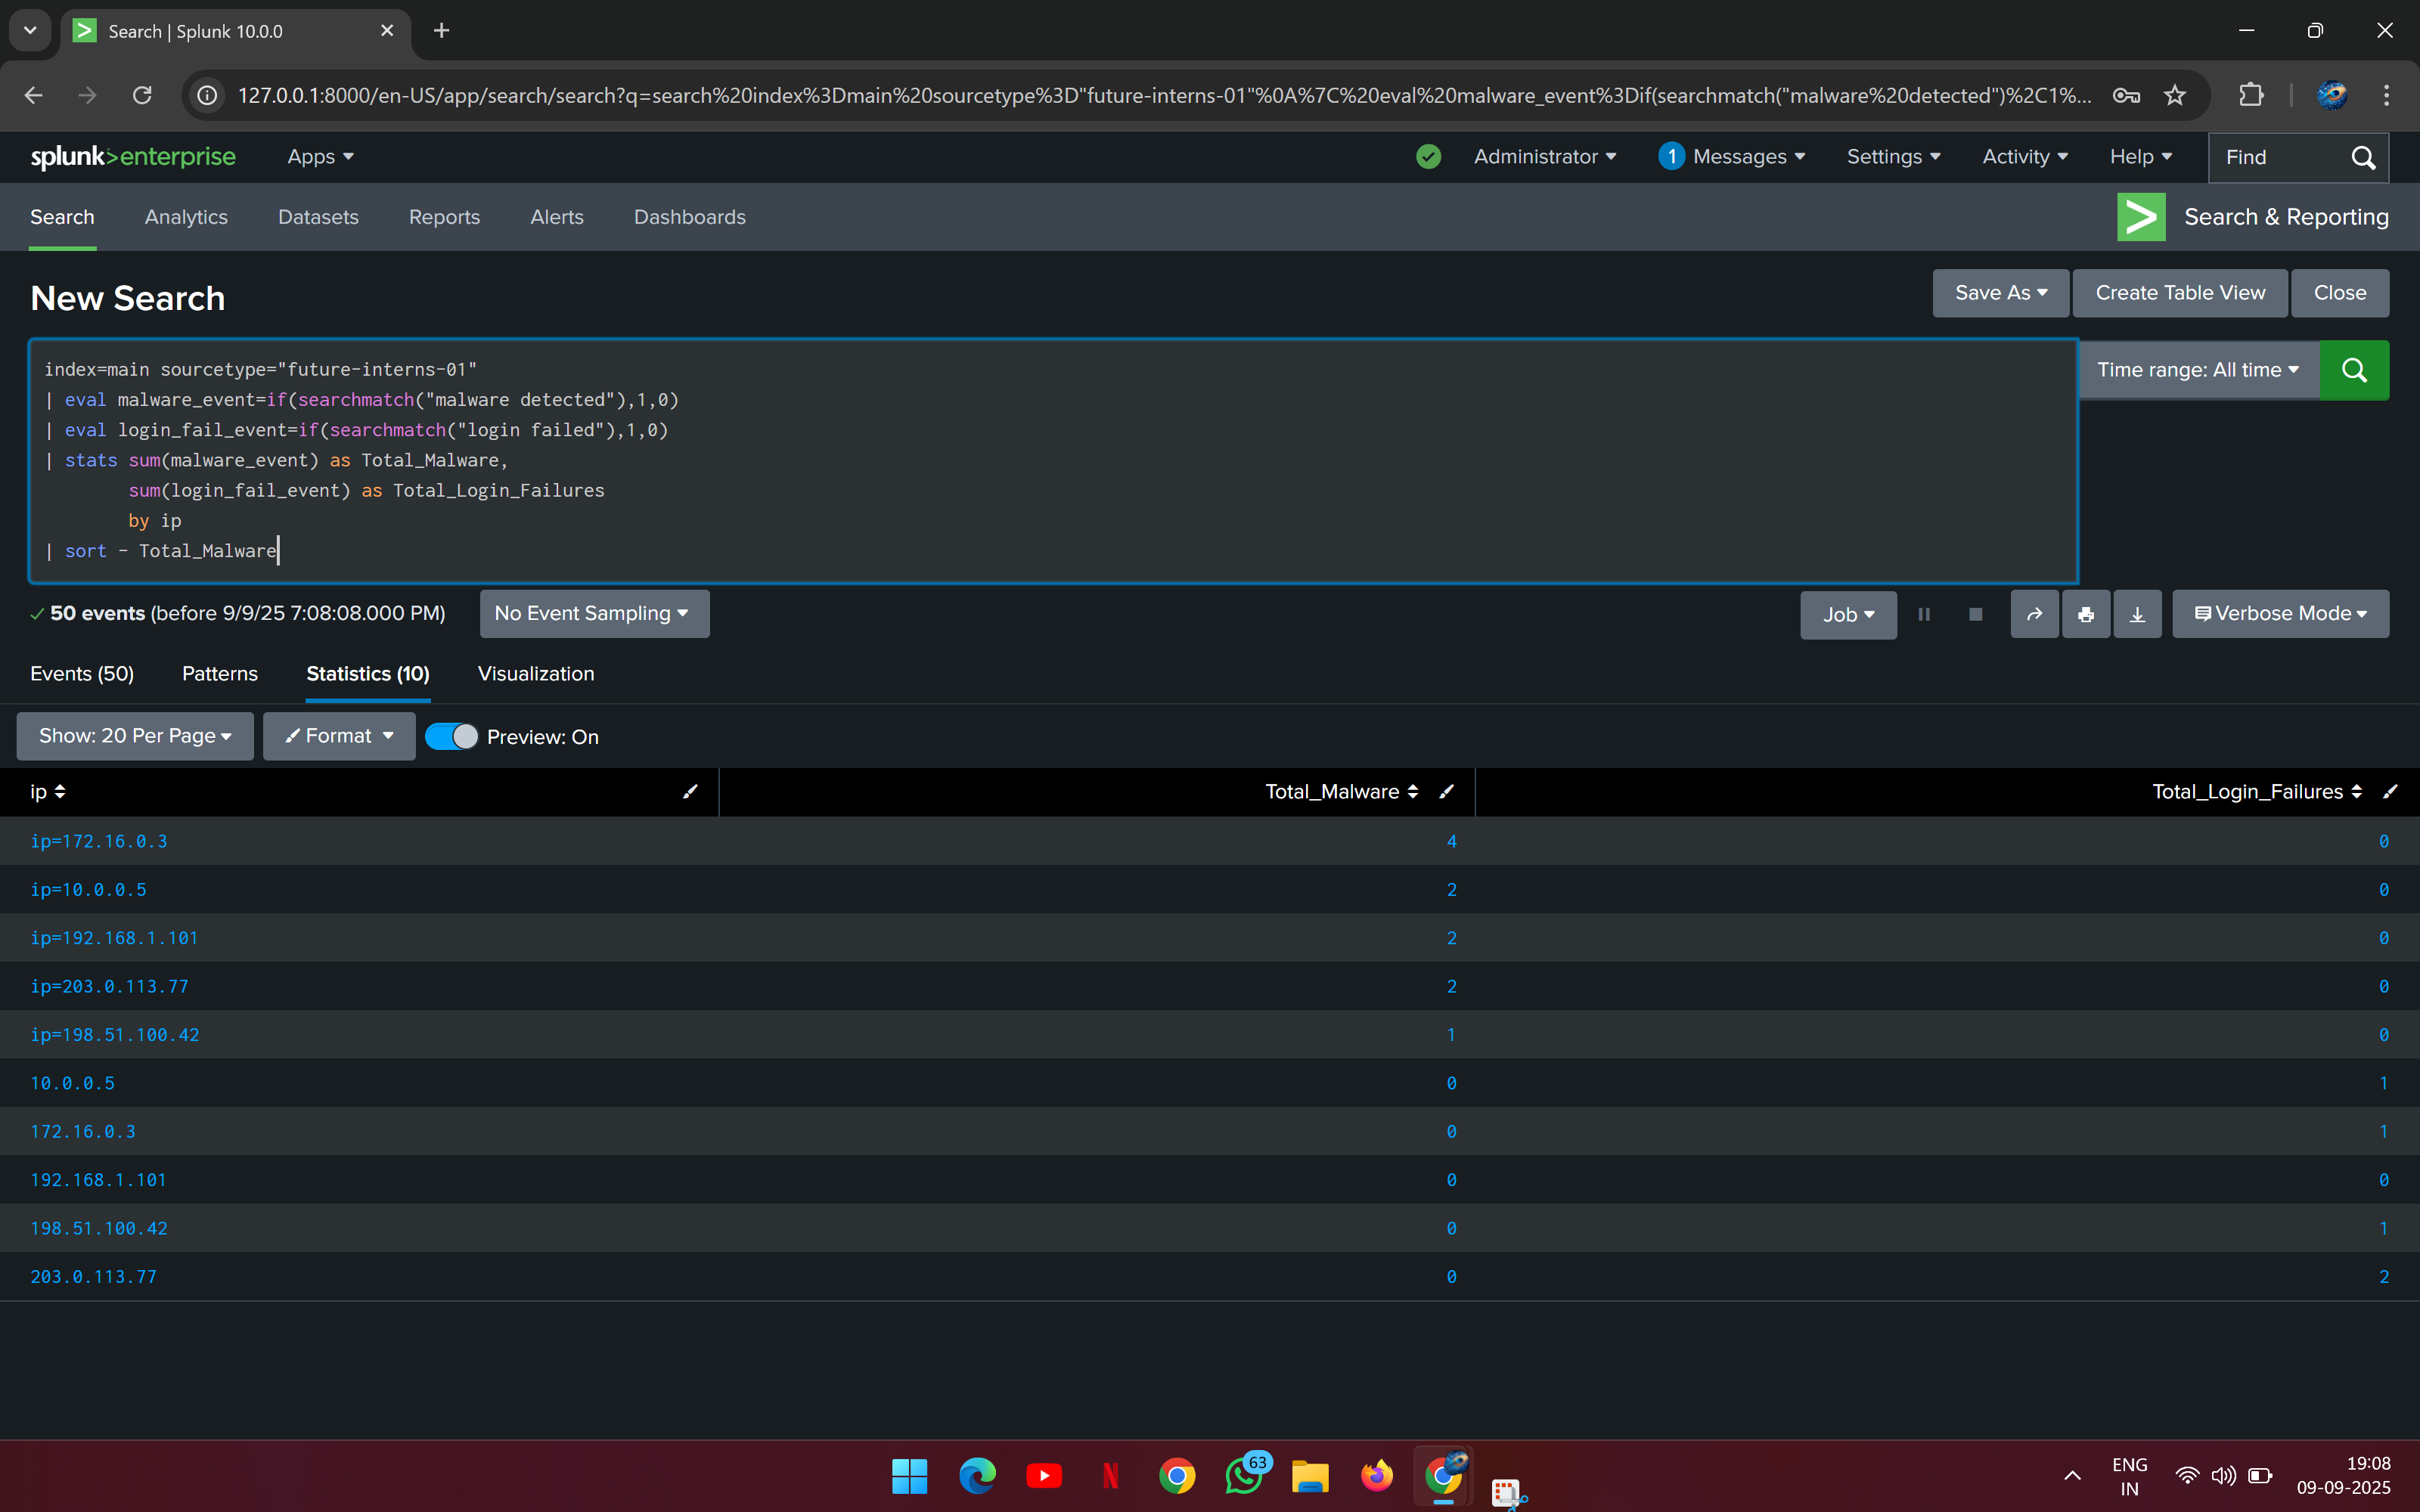 Search | Splunk 10.0.0
127.0.0.1:8000/en-US/app/search/search?q=search%20index%3Dmain%20sourcetype%3D"future-interns-01"%0A%7C%20eval%20malware_event%3Dif(searchmatch("malware%20detected")%2C1%...
splunk>enterprise Apps Administrator 1 Messages Settings Activity Help Find
Search Analytics Datasets Reports Alerts Dashboards Search & Reporting
New Search Save As Create Table View Close
index=main sourcetype="future-interns-01" Time range: All time
| eval malware_event=if(searchmatch("malware detected"),1,0)
| eval login_fail_event=if(searchmatch("login failed"),1,0)
| stats sum(malware_event) as Total_Malware,
sum(login_fail_event) as Total_Login_Failures
by ip
| sort - Total_Malware
50 events (before 9/9/25 7:08:08.000 PM) No Event Sampling Job Verbose Mode
Events (50) Patterns Statistics (10) Visualization
Show: 20 Per Page Format Preview: On
ip Total_Malware Total_Login_Failures
ip=172.16.0.3 4 0
ip=10.0.0.5 2 0
ip=192.168.1.101 2 0
ip=203.0.113.77 2 0
ip=198.51.100.42 1 0
10.0.0.5 0 1
172.16.0.3 0 1
192.168.1.101 0 0
198.51.100.42 0 1
203.0.113.77 0 2
63
ENG 19:08
IN 09-09-2025